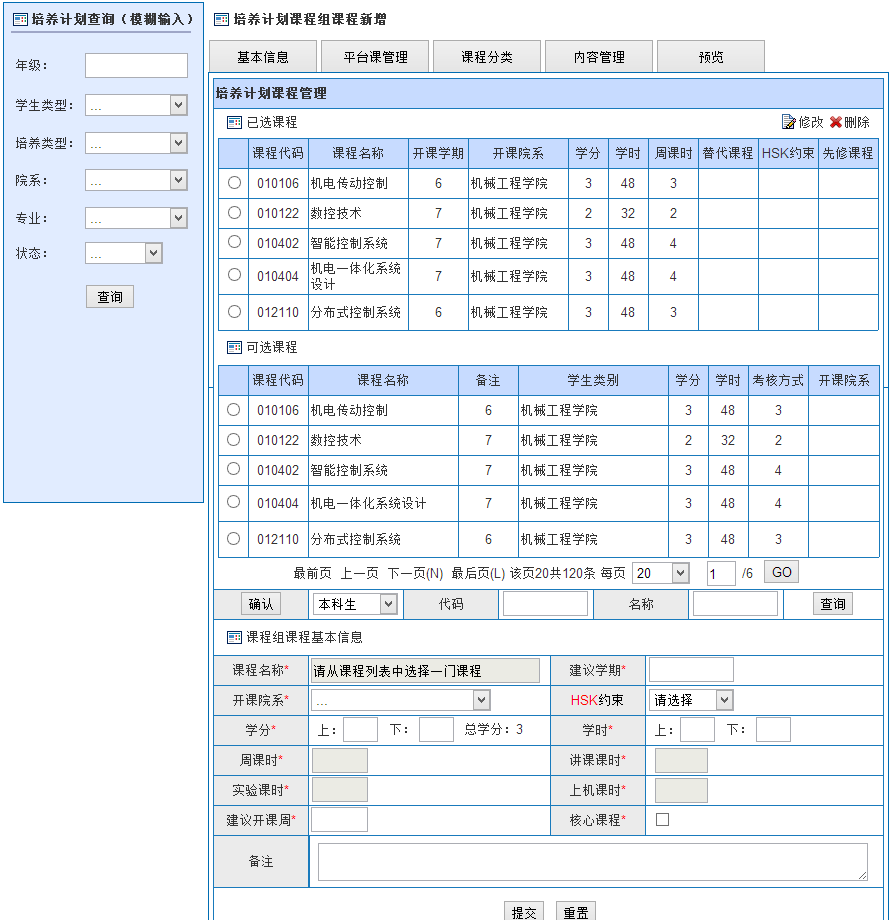 培养计划查询（模糊输入）
年级：
学生类型： ...
培养类型： ...
院系： ...
专业： ...
状态： ...
查询
培养计划课程组课程新增
基本信息 平台课管理 课程分类 内容管理 预览
培养计划课程管理
已选课程 修改 删除
课程代码 课程名称 开课学期 开课院系 学分 学时 周课时 替代课程 HSK约束 先修课程
010106 机电传动控制 6 机械工程学院 3 48 3
010122 数控技术 7 机械工程学院 2 32 2
010402 智能控制系统 7 机械工程学院 3 48 4
010404 机电一体化系统设计 7 机械工程学院 3 48 4
012110 分布式控制系统 6 机械工程学院 3 48 3
可选课程
课程代码 课程名称 备注 学生类别 学分 学时 考核方式 开课院系
010106 机电传动控制 6 机械工程学院 3 48 3
010122 数控技术 7 机械工程学院 2 32 2
010402 智能控制系统 7 机械工程学院 3 48 4
010404 机电一体化系统设计 7 机械工程学院 3 48 4
012110 分布式控制系统 6 机械工程学院 3 48 3
最前页 上一页 下一页(N) 最后页(L) 该页20共120条 每页 20 1 /6 GO
确认 本科生 代码 名称 查询
课程组课程基本信息
课程名称* 请从课程列表中选择一门课程 建议学期*
开课院系* ... HSK约束 请选择
学分* 上： 下： 总学分：3 学时* 上： 下：
周课时* 讲课课时*
实验课时* 上机课时*
建议开课周* 核心课程*
备注
提交 重置